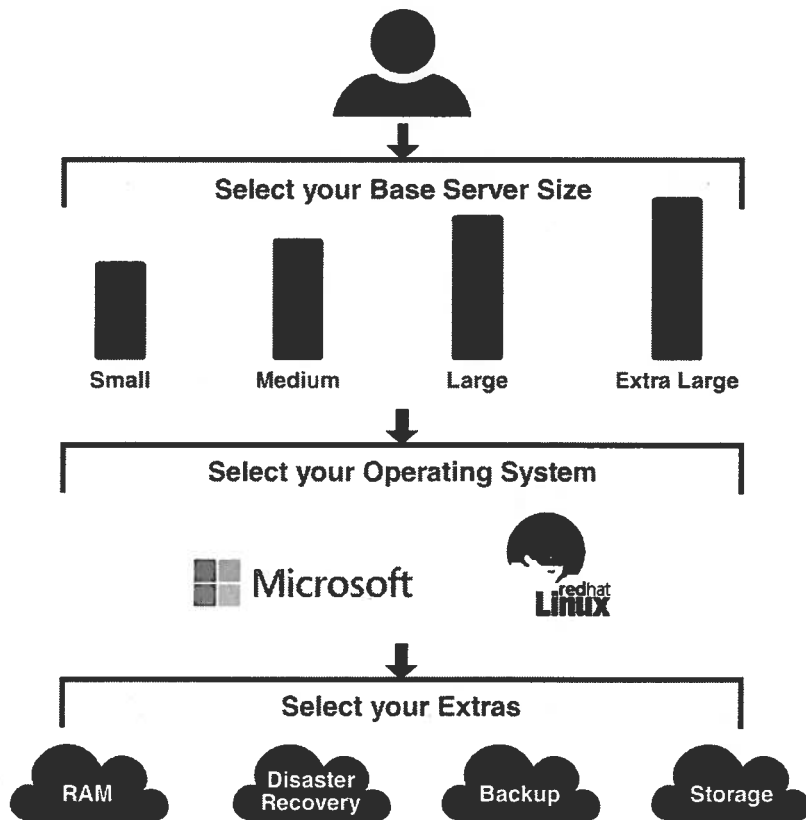 Select your Base Server Size
Small
Medium
Large
Extra Large
Select your Operating System
Microsoft
redhat
Linux
Select your Extras
RAM
Disaster
Recovery
Backup
Storage